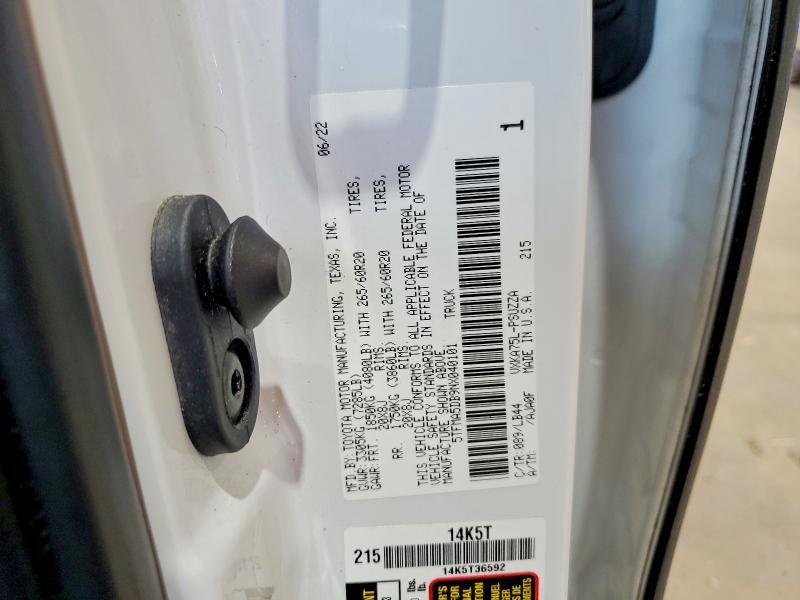 MFD.BY:TOYOTA MOTOR MANUFACTURING, TEXAS, INC. 06/22
GVWR:3305KG (7285LB)
GAWR:FRT. 1850KG (4080LB) WITH 265/60R20 TIRES,
20X8J RIMS
RR. 1750KG (3860LB) WITH 265/60R20 TIRES,
20X8J RIMS
THIS VEHICLE CONFORMS TO ALL APPLICABLE FEDERAL MOTOR
VEHICLE SAFETY STANDARDS IN EFFECT ON THE DATE OF
MANUFACTURE SHOWN ABOVE.
5TFMA5DB9NX040101 TRUCK
1
C/TR:089/LB44 VXKA75L-PSUZZA 215
A/TM: /AJA0F MADE IN U.S.A.
14K5T
215
14K5T36592